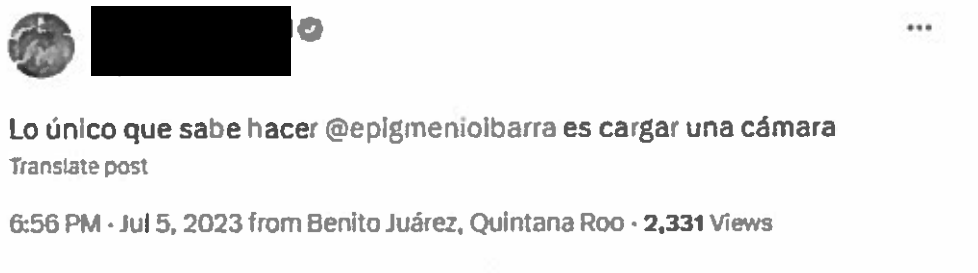 Lo único que sabe hacer @epigmenioibarra es cargar una cámara
Translate post
6:56 PM · Jul 5, 2023 from Benito Juárez, Quintana Roo · 2,331 Views